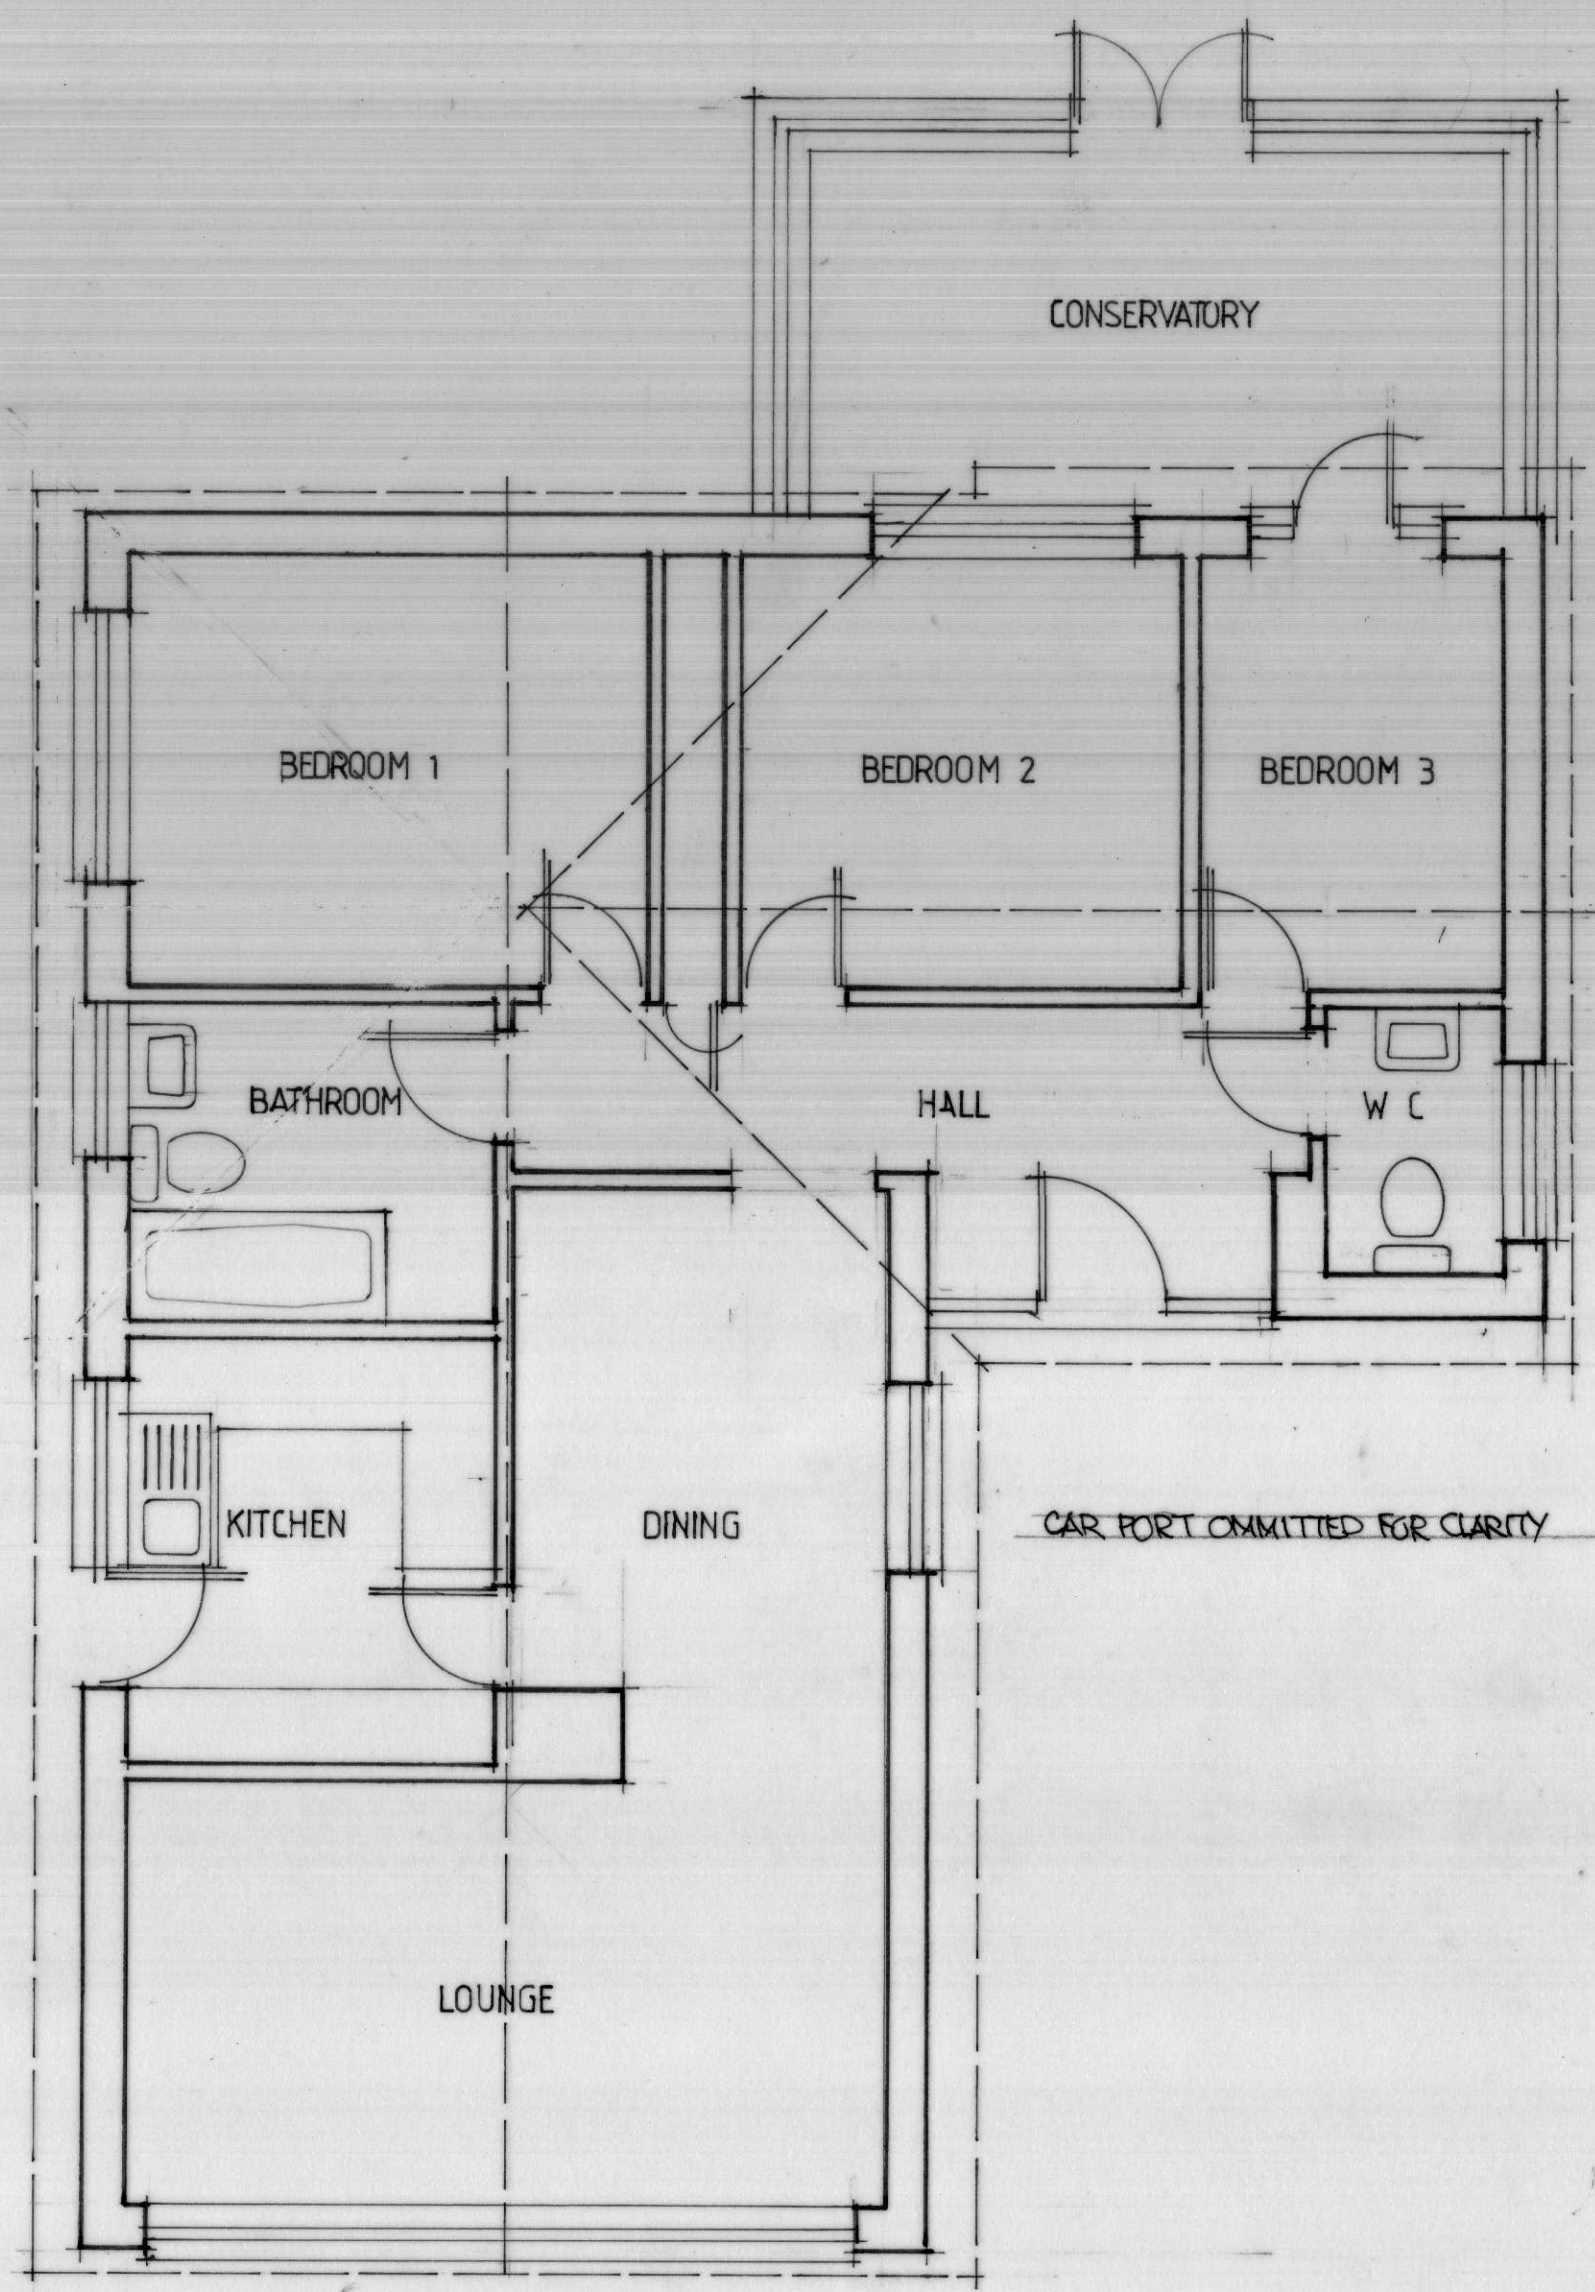 CONSERVATORY
BEDROOM 1
BEDROOM 2
BEDROOM 3
BATHROOM
HALL
W C
KITCHEN
DINING
CAR PORT OMMITTED FOR CLARITY
LOUNGE